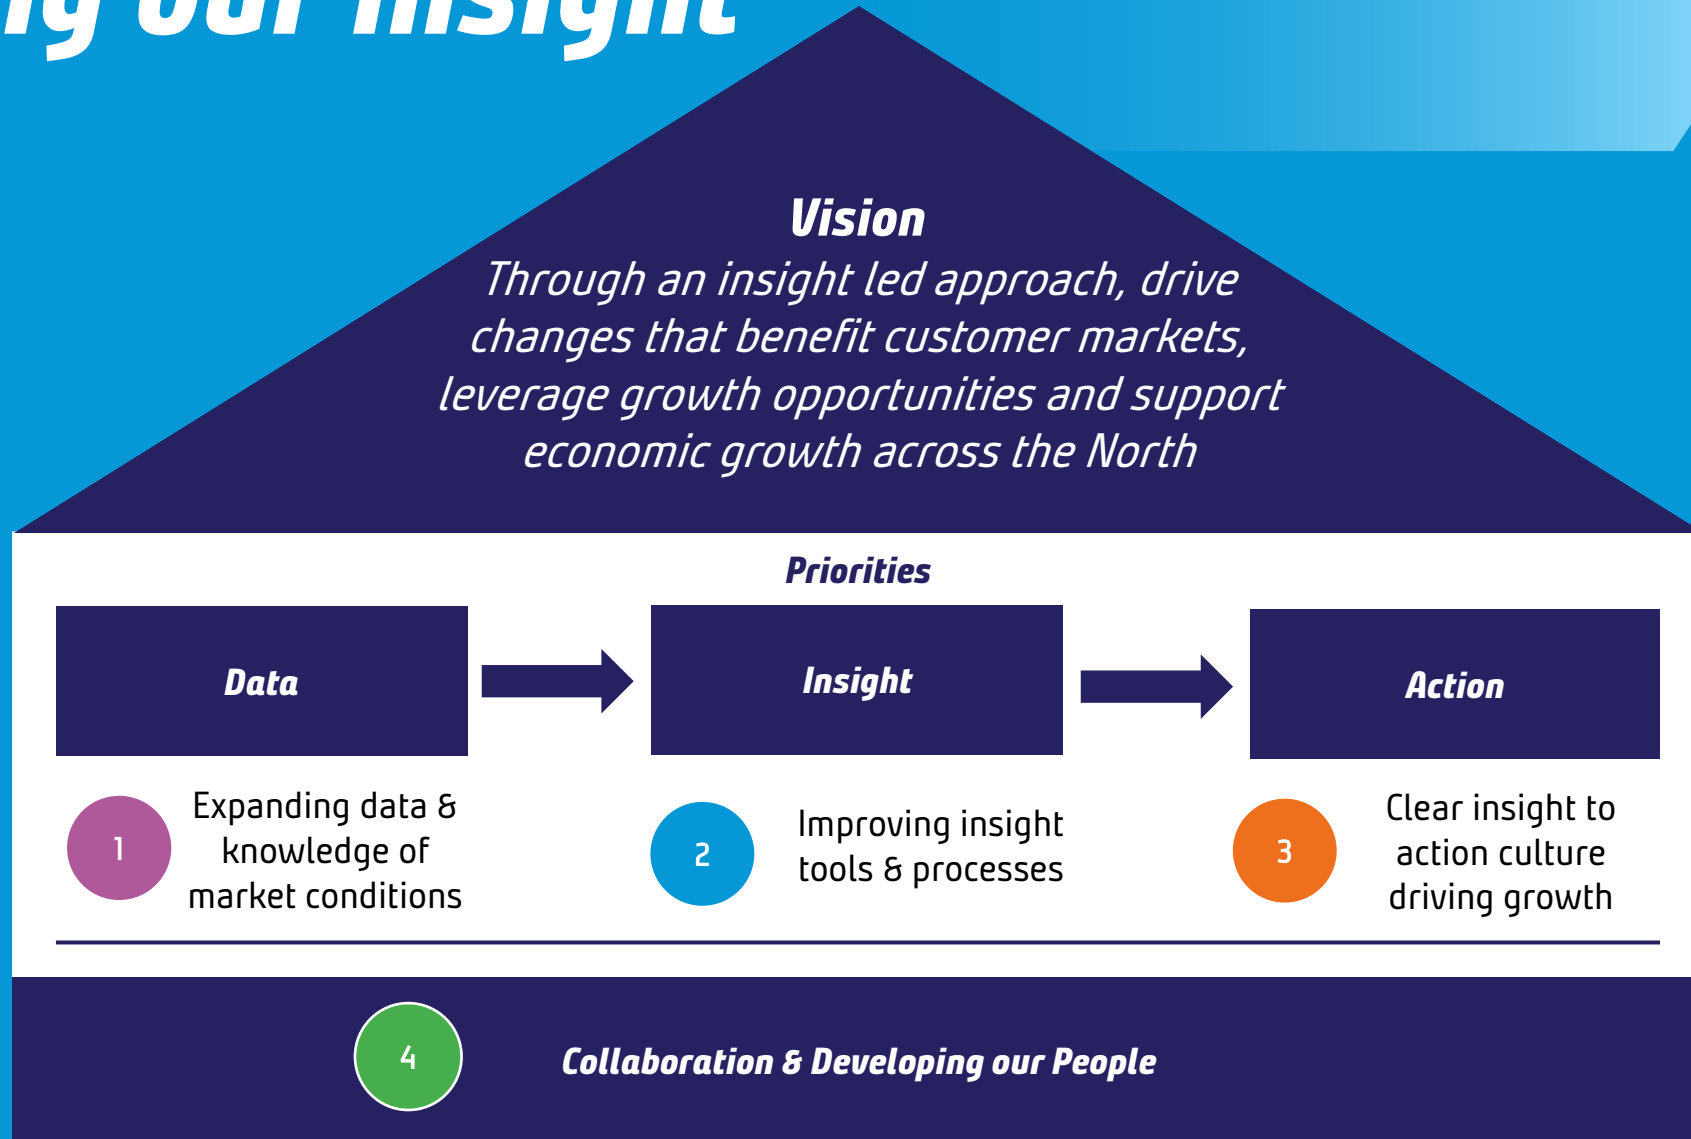 our insight
Vision
Through an insight led approach, drive
changes that benefit customer markets,
leverage growth opportunities and support
economic growth across the North
Priorities
Data
Insight
Action
1
Expanding data &
knowledge of
market conditions
2
Improving insight
tools & processes
3
Clear insight to
action culture
driving growth
4
Collaboration & Developing our People